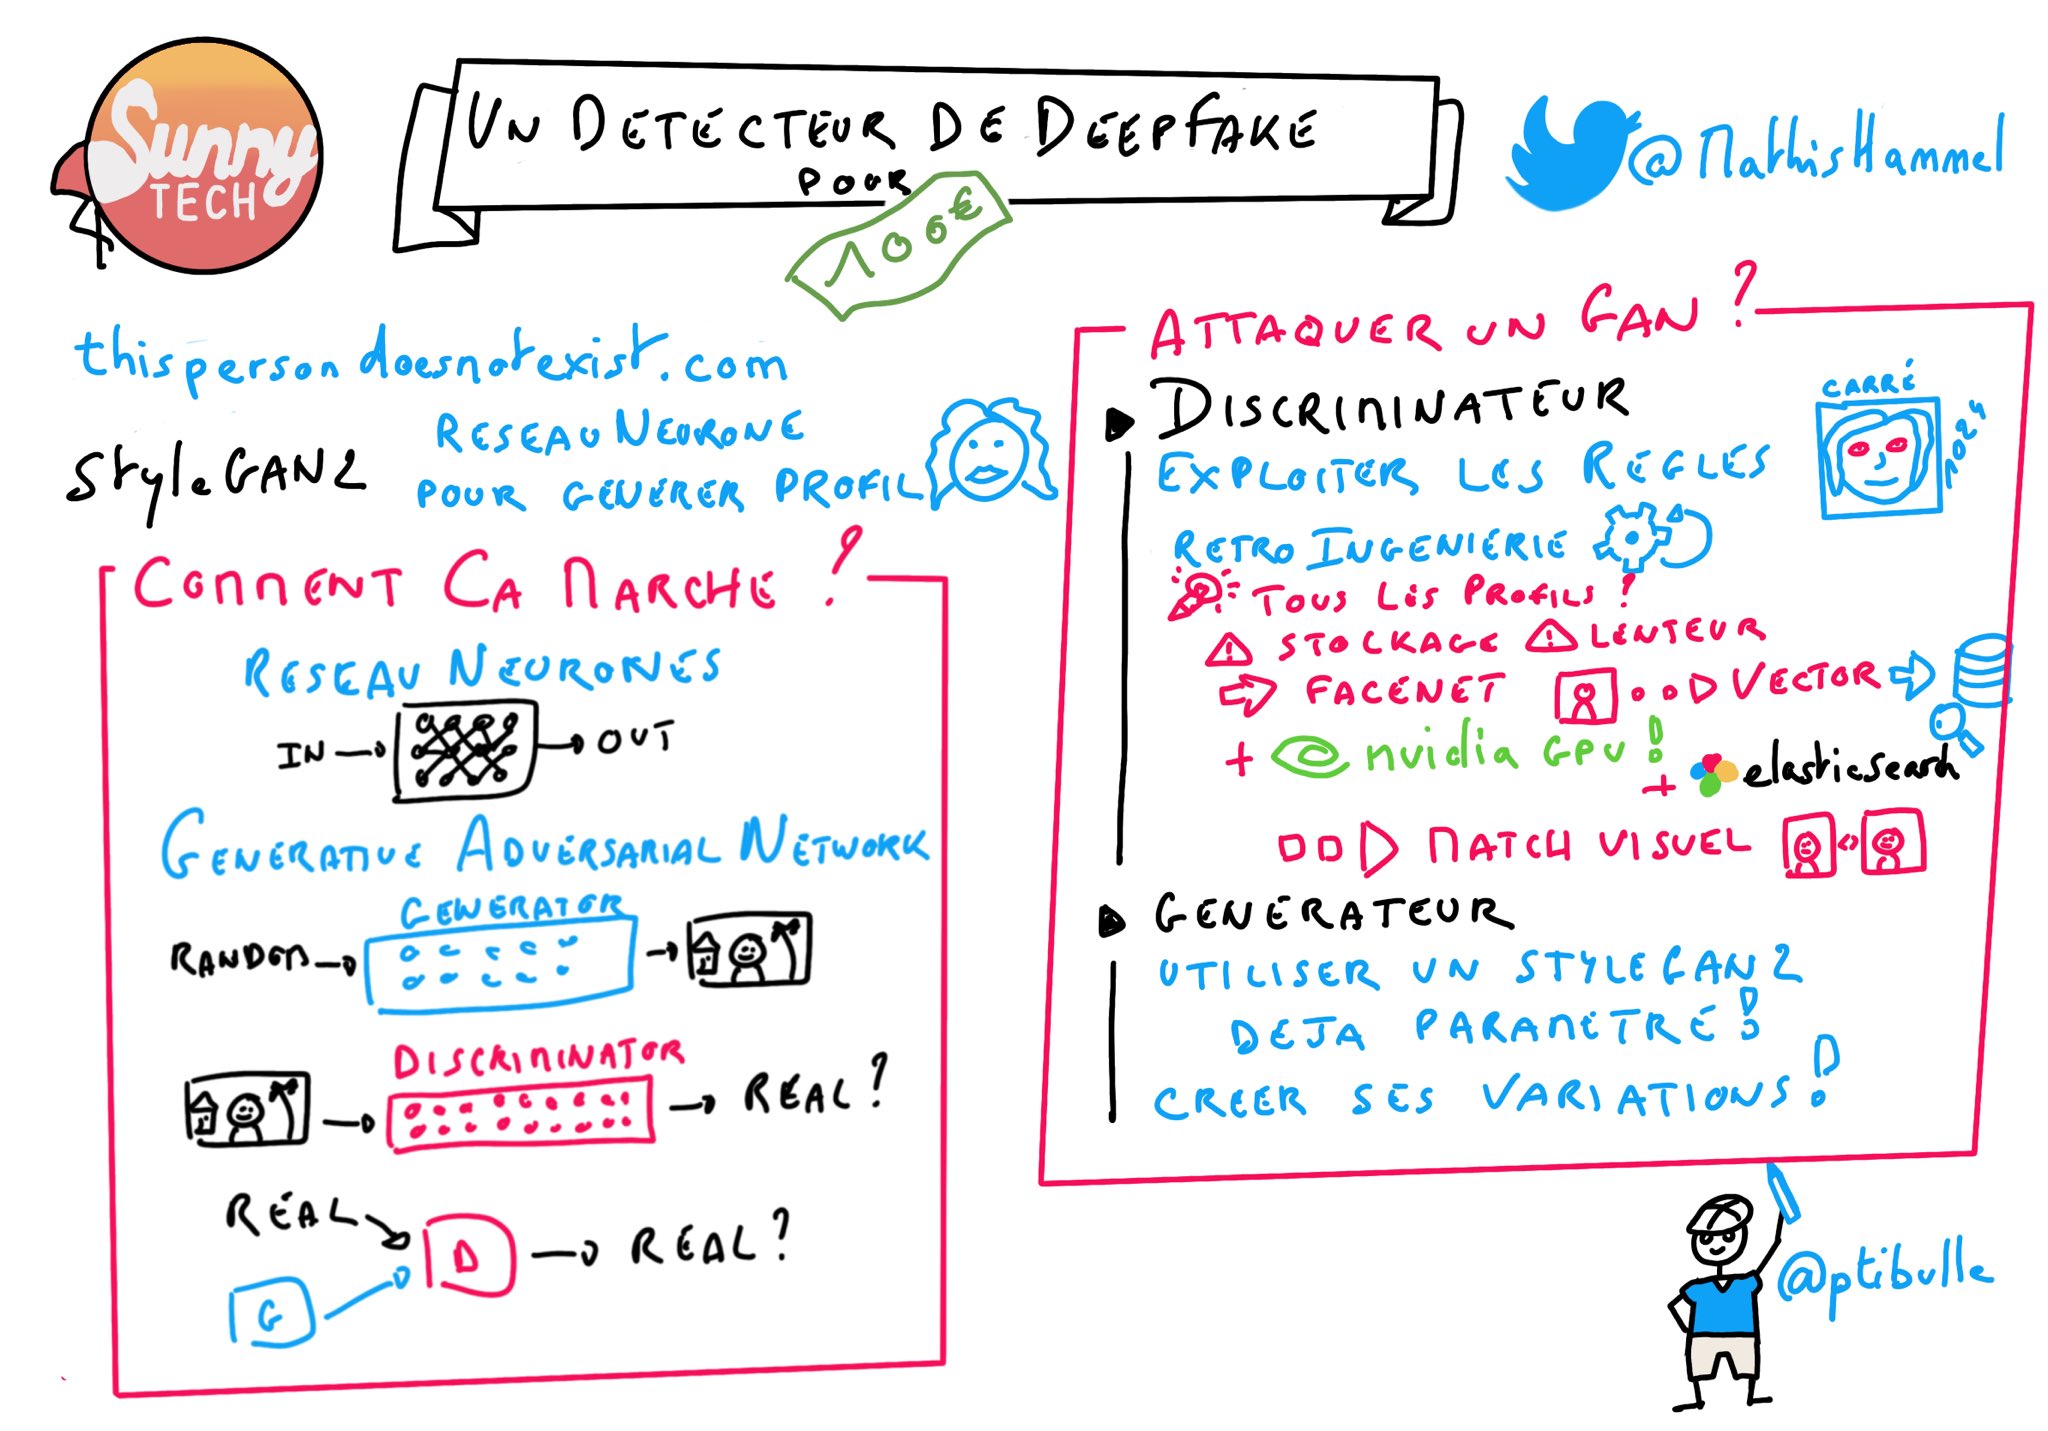 Sunny
TECH
UN DETECTEUR DE DEEPFAKE
POUR
100€
@MathisHammel
thispersondoesnotexist.com
StyleGAN2
RESEAU NEURONE
POUR GENERER PROFIL
COMMENT CA MARCHE ?
RESEAU NEURONES
IN
OUT
GENERATIVE ADVERSARIAL NETWORK
GENERATOR
RANDOM
DISCRIMINATOR
REAL ?
REAL
D
REAL ?
G
ATTAQUER UN GAN ?
DISCRIMINATEUR
CARRÉ
1024
EXPLOITER LES REGLES
RETRO INGENIERIE
TOUS LES PROFILS ?
STOCKAGE
LENTEUR
FACENET
VECTOR
+ nvidia GPU !
+ elasticsearch
MATCH VISUEL
GENERATEUR
UTILISER UN STYLEGAN2
DEJA PARAMETRÉ !
CREER SES VARIATIONS !
@ptibulle